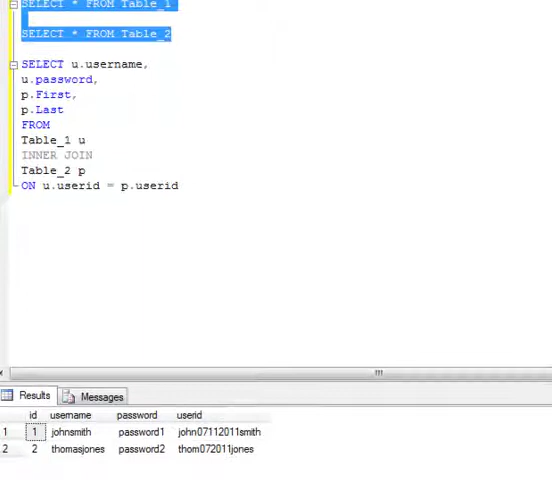 SELECT * FROM Table_1
SELECT * FROM Table_2
SELECT u.username,
u.password,
p.First,
p.Last
FROM
Table_1 u
INNER JOIN
Table_2 p
ON u.userid = p.userid
Results Messages
id username password userid
1 1 johnsmith password1 john07112011smith
2 2 thomasjones password2 thom072011jones